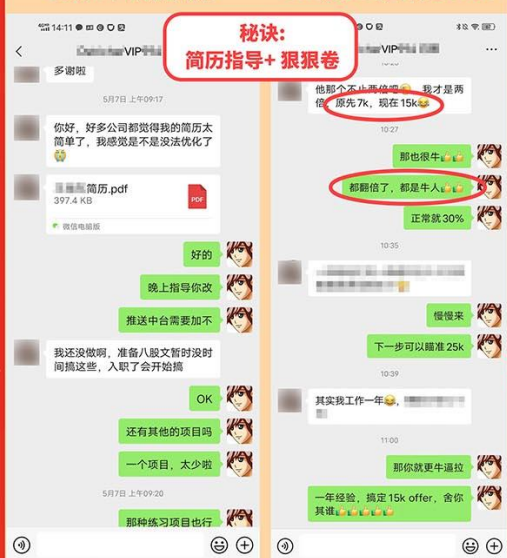 秘诀:
简历指导+ 狠狠卷
14:11
VIP
多谢啦
5月7日 上午09:17
你好，好多公司都觉得我的简历太
简单了，我感觉是不是没法优化了
简历.pdf
397.4 KB
PDF
微信电脑版
好的
晚上指导你改
推送中台需要加不
我还没做啊，准备八股文暂时没时
间搞这些，入职了会开始搞
OK
还有其他的项目吗
一个项目，太少啦
5月7日 上午09:20
那种练习项目也行
VIP
他那个不止两倍吧，我才是两
倍，原先7k，现在15k
10:27
那也很牛
都翻倍了，都是牛人
正常就30%
10:35
慢慢来
下一步可以瞄准25k
10:39
其实我工作一年，
11:00
那你就更牛逼拉
一年经验，搞定15k offer，舍你
其谁